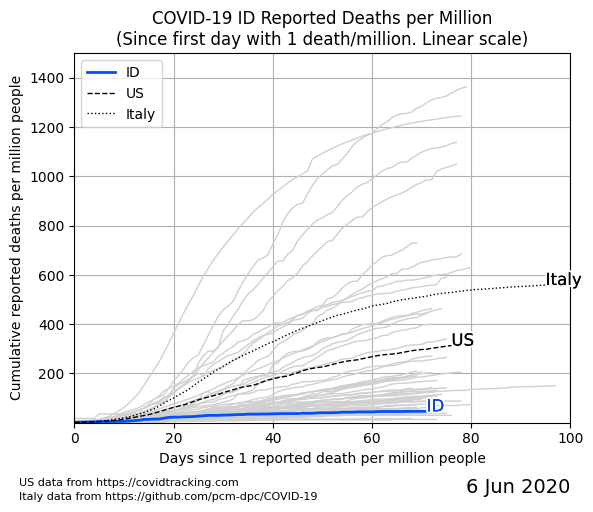 COVID-19 ID Reported Deaths per Million
(Since first day with 1 death/million. Linear scale)
Cumulative reported deaths per million people
1400
1200
1000
800
600
400
200
ID
US
Italy
Italy
US
ID
0 20 40 60 80 100
Days since 1 reported death per million people
US data from https://covidtracking.com
Italy data from https://github.com/pcm-dpc/COVID-19
6 Jun 2020